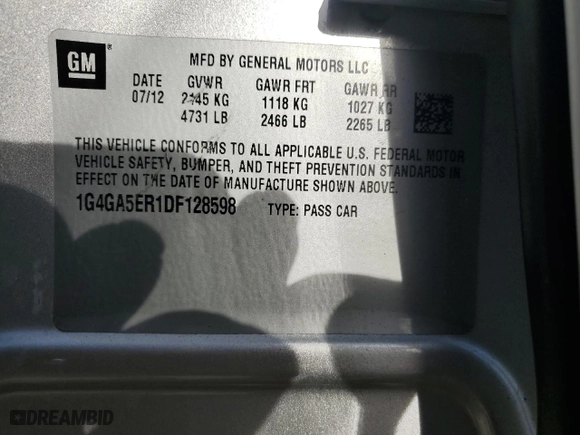 GM
®
MFD BY GENERAL MOTORS LLC
DATE GVWR GAWR FRT GAWR RR
07/12 2145 KG 1118 KG 1027 KG
4731 LB 2466 LB 2265 LB
THIS VEHICLE CONFORMS TO ALL APPLICABLE U.S. FEDERAL MOTOR
VEHICLE SAFETY, BUMPER, AND THEFT PREVENTION STANDARDS IN
EFFECT ON THE DATE OF MANUFACTURE SHOWN ABOVE.
1G4GA5ER1DF128598 TYPE: PASS CAR
DREAMBID